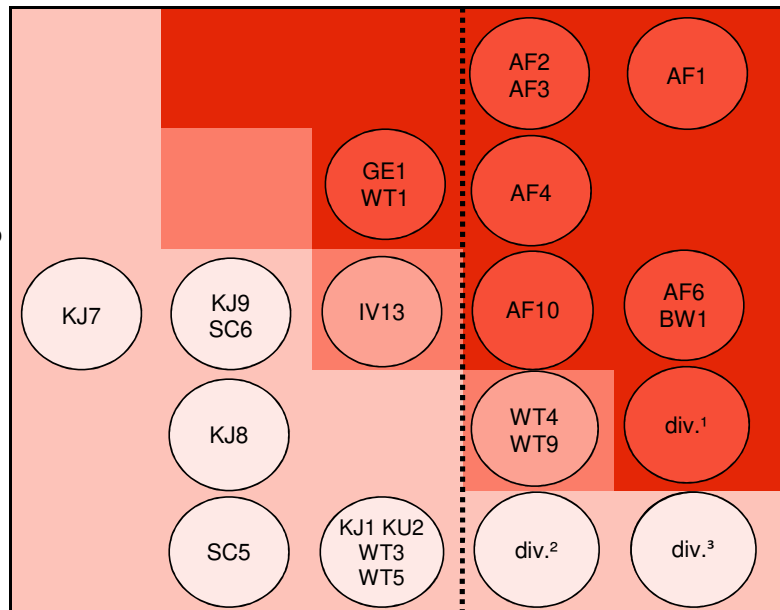 AF2
AF3
AF1
GE1
WT1
AF4
KJ7
KJ9
SC6
IV13
AF10
AF6
BW1
KJ8
WT4
WT9
div.¹
SC5
KJ1 KU2
WT3
WT5
div.²
div.³